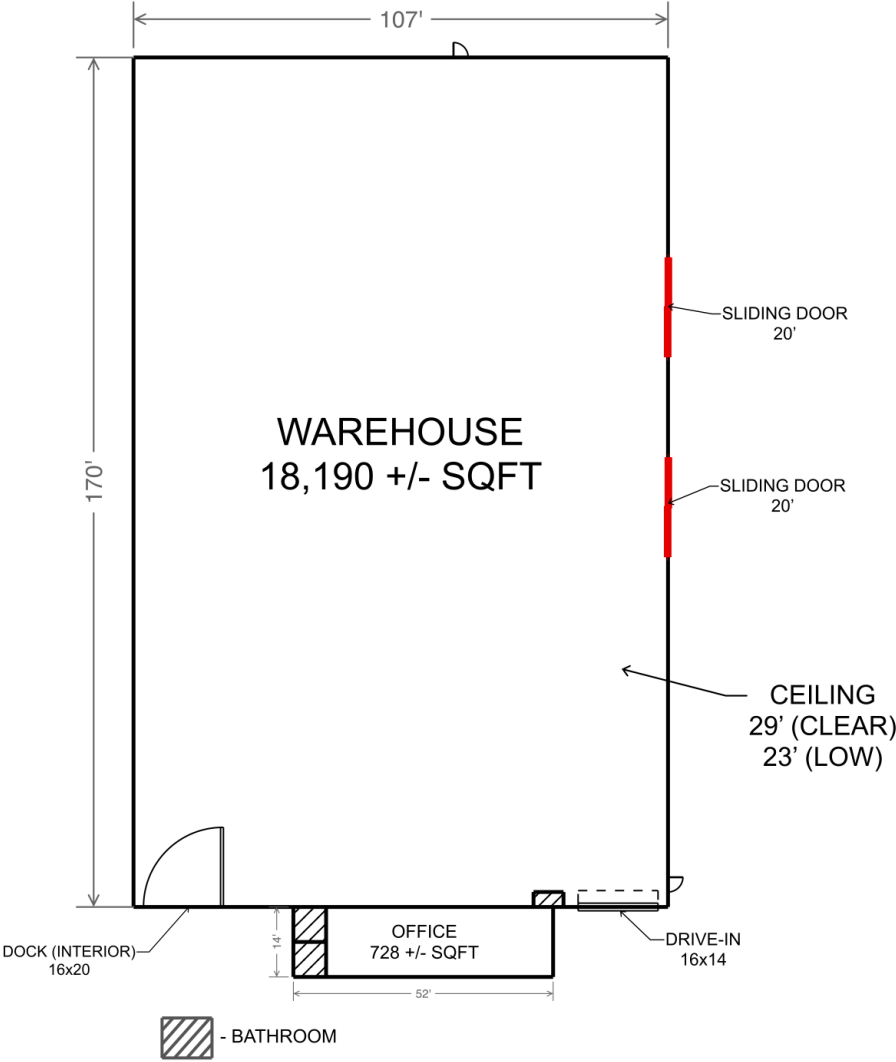 107'
170'
SLIDING DOOR
20’
WAREHOUSE
18,190 +/- SQFT
SLIDING DOOR
20’
CEILING
29’ (CLEAR)
23’ (LOW)
DOCK (INTERIOR)
16x20
14'
OFFICE
728 +/- SQFT
DRIVE-IN
16x14
52'
- BATHROOM